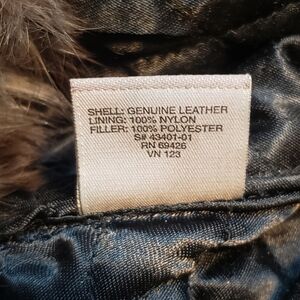 SHELL: GENUINE LEATHER
LINING: 100% NYLON
FILLER: 100% POLYESTER
S# 43401-01
RN 69426
VN 123